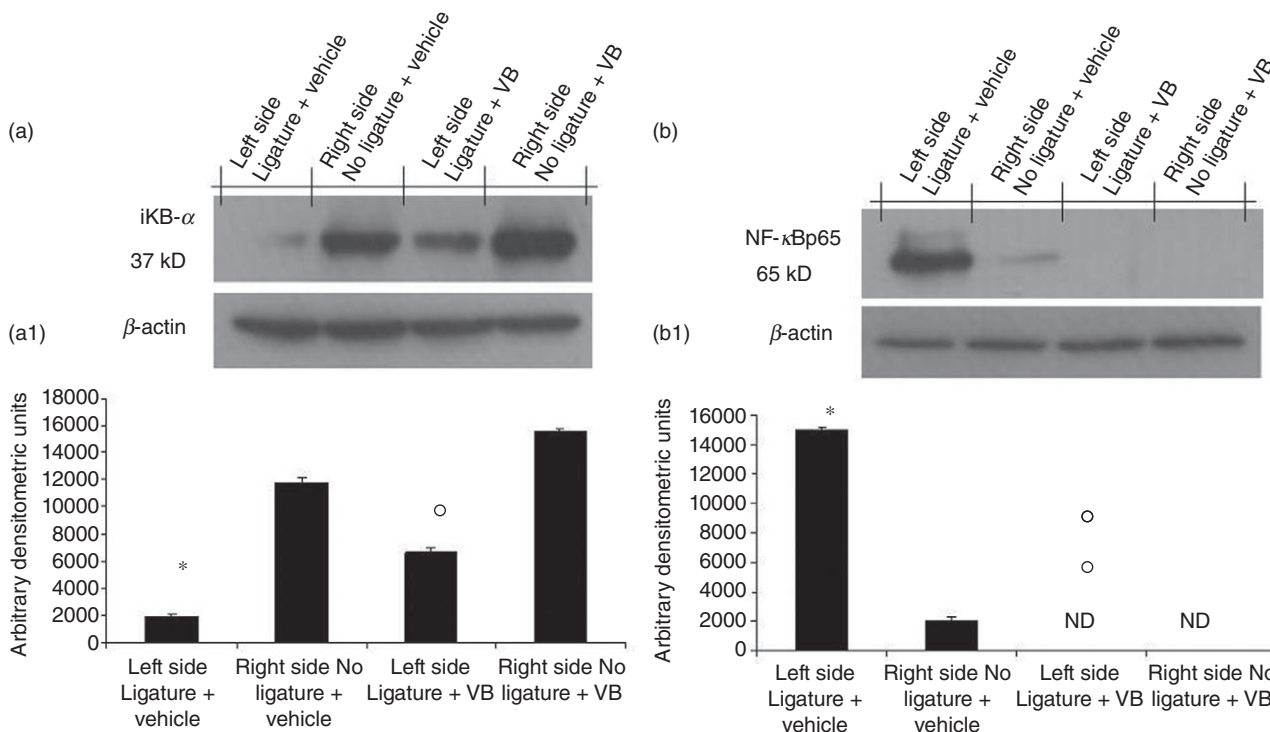 (a)
Left side
Ligature + vehicle
Right side
No ligature + vehicle
Left side
Ligature + VB
Right side
No ligature + VB
iKB-α
37 kD
β-actin
(a1)
Arbitrary densitometric units
18000
16000
14000
12000
10000
8000
6000
4000
2000
0
*
○
Left side
Ligature +
vehicle
Right side No
ligature +
vehicle
Left side
Ligature + VB
Right side No
ligature + VB
(b)
Left side
Ligature + vehicle
Right side
No ligature + vehicle
Left side
Ligature + VB
Right side
No ligature + VB
NF-κBp65
65 kD
β-actin
(b1)
Arbitrary densitometric units
16000
14000
12000
10000
8000
6000
4000
2000
0
*
○
○
ND
ND
Left side
Ligature +
vehicle
Right side No
ligature +
vehicle
Left side
Ligature + VB
Right side No
ligature + VB